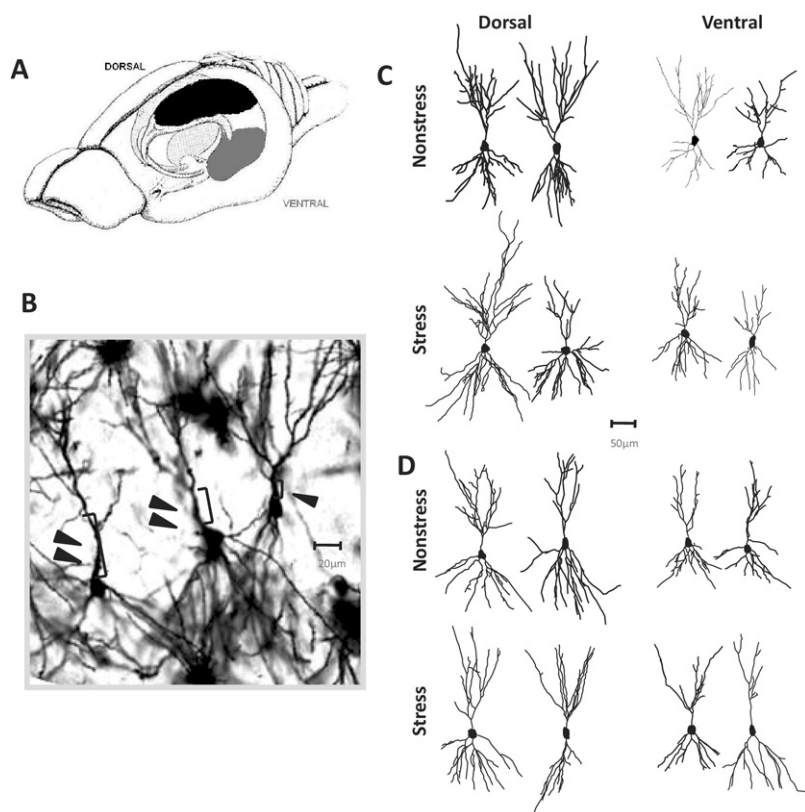 A
DORSAL
VENTRAL
B
20µm
C
Dorsal
Ventral
Nonstress
Stress
50µm
D
Nonstress
Stress